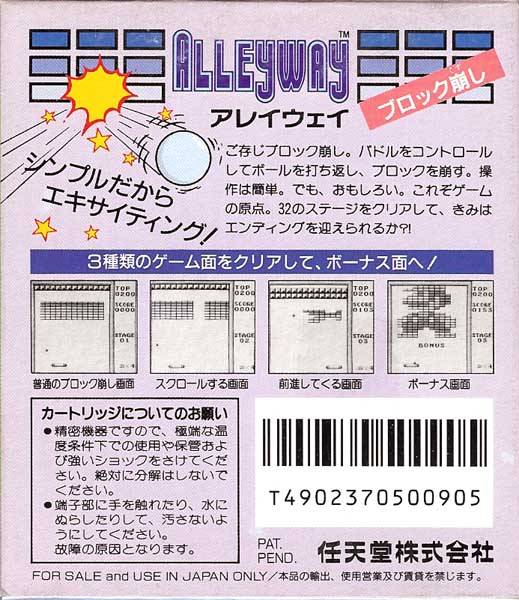 ALLEYWAY™
アレイウェイ
ブロック崩し
シンプルだから
エキサイティング!
ご存じブロック崩し。パドルをコントロール
してボールを打ち返し、ブロックを崩す。操
作は簡単。でも、おもしろい。これぞゲーム
の原点。32のステージをクリアして、きみは
エンディングを迎えられるか?!
3種類のゲーム面をクリアして、ボーナス面へ!
TOP
0200
SCORE
0000
STAGE
01
普通のブロック崩し画面
TOP
0200
SCORE
0000
STAGE
02
スクロールする画面
TOP
0200
SCORE
0103
STAGE
03
前進してくる画面
TOP
0200
SCORE
0153
BONUS
ボーナス画面
カートリッジについてのお願い
●精密機器ですので、極端な温
度条件下での使用や保管およ
び強いショックをさけてくだ
さい。絶対に分解はしないで
ください。
●端子部に手を触れたり、水に
ぬらしたりして、汚さないよ
うにしてください。
故障の原因となります。
T4902370500905
PAT.
PEND.
任天堂株式会社
FOR SALE and USE IN JAPAN ONLY/本品の輸出、使用営業及び賃貸を禁じます。